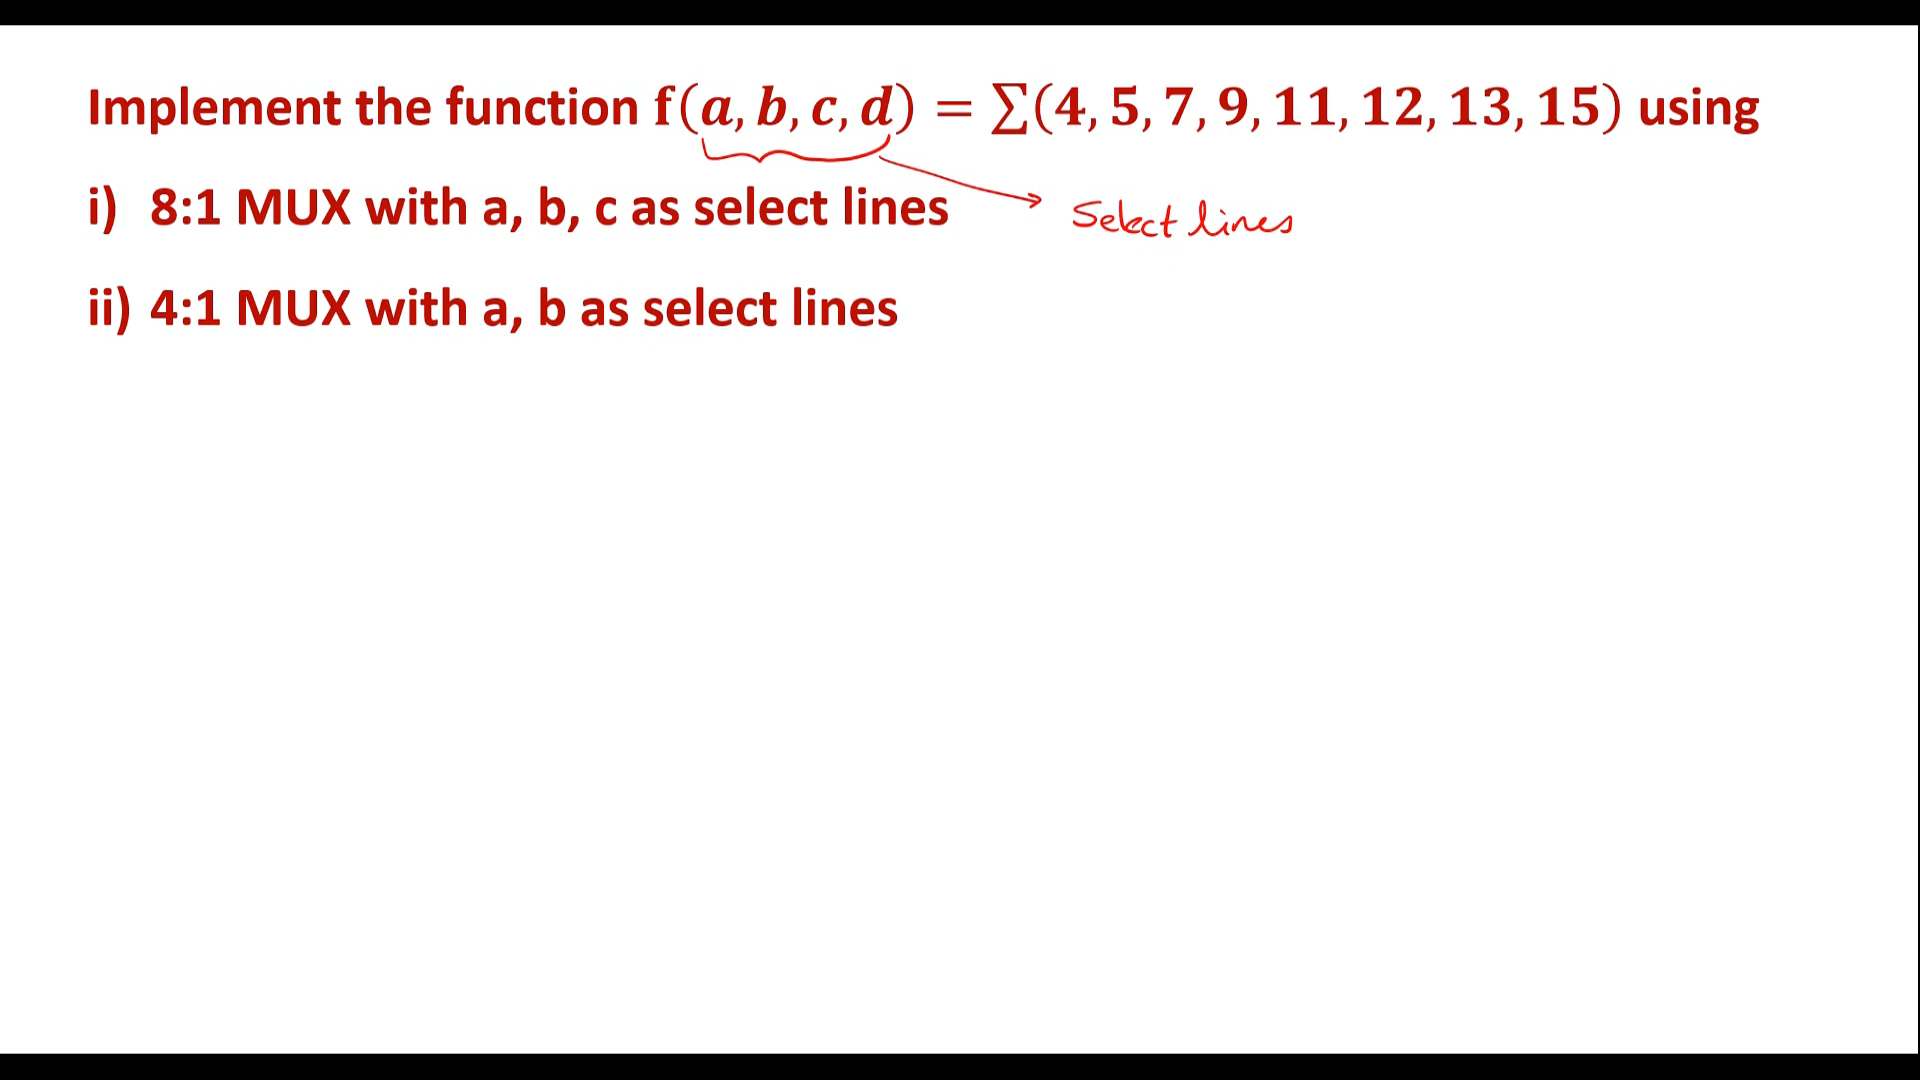 Implement the function f(a, b, c, d) = ∑(4, 5, 7, 9, 11, 12, 13, 15) using
i) 8:1 MUX with a, b, c as select lines
Select lines
ii) 4:1 MUX with a, b as select lines